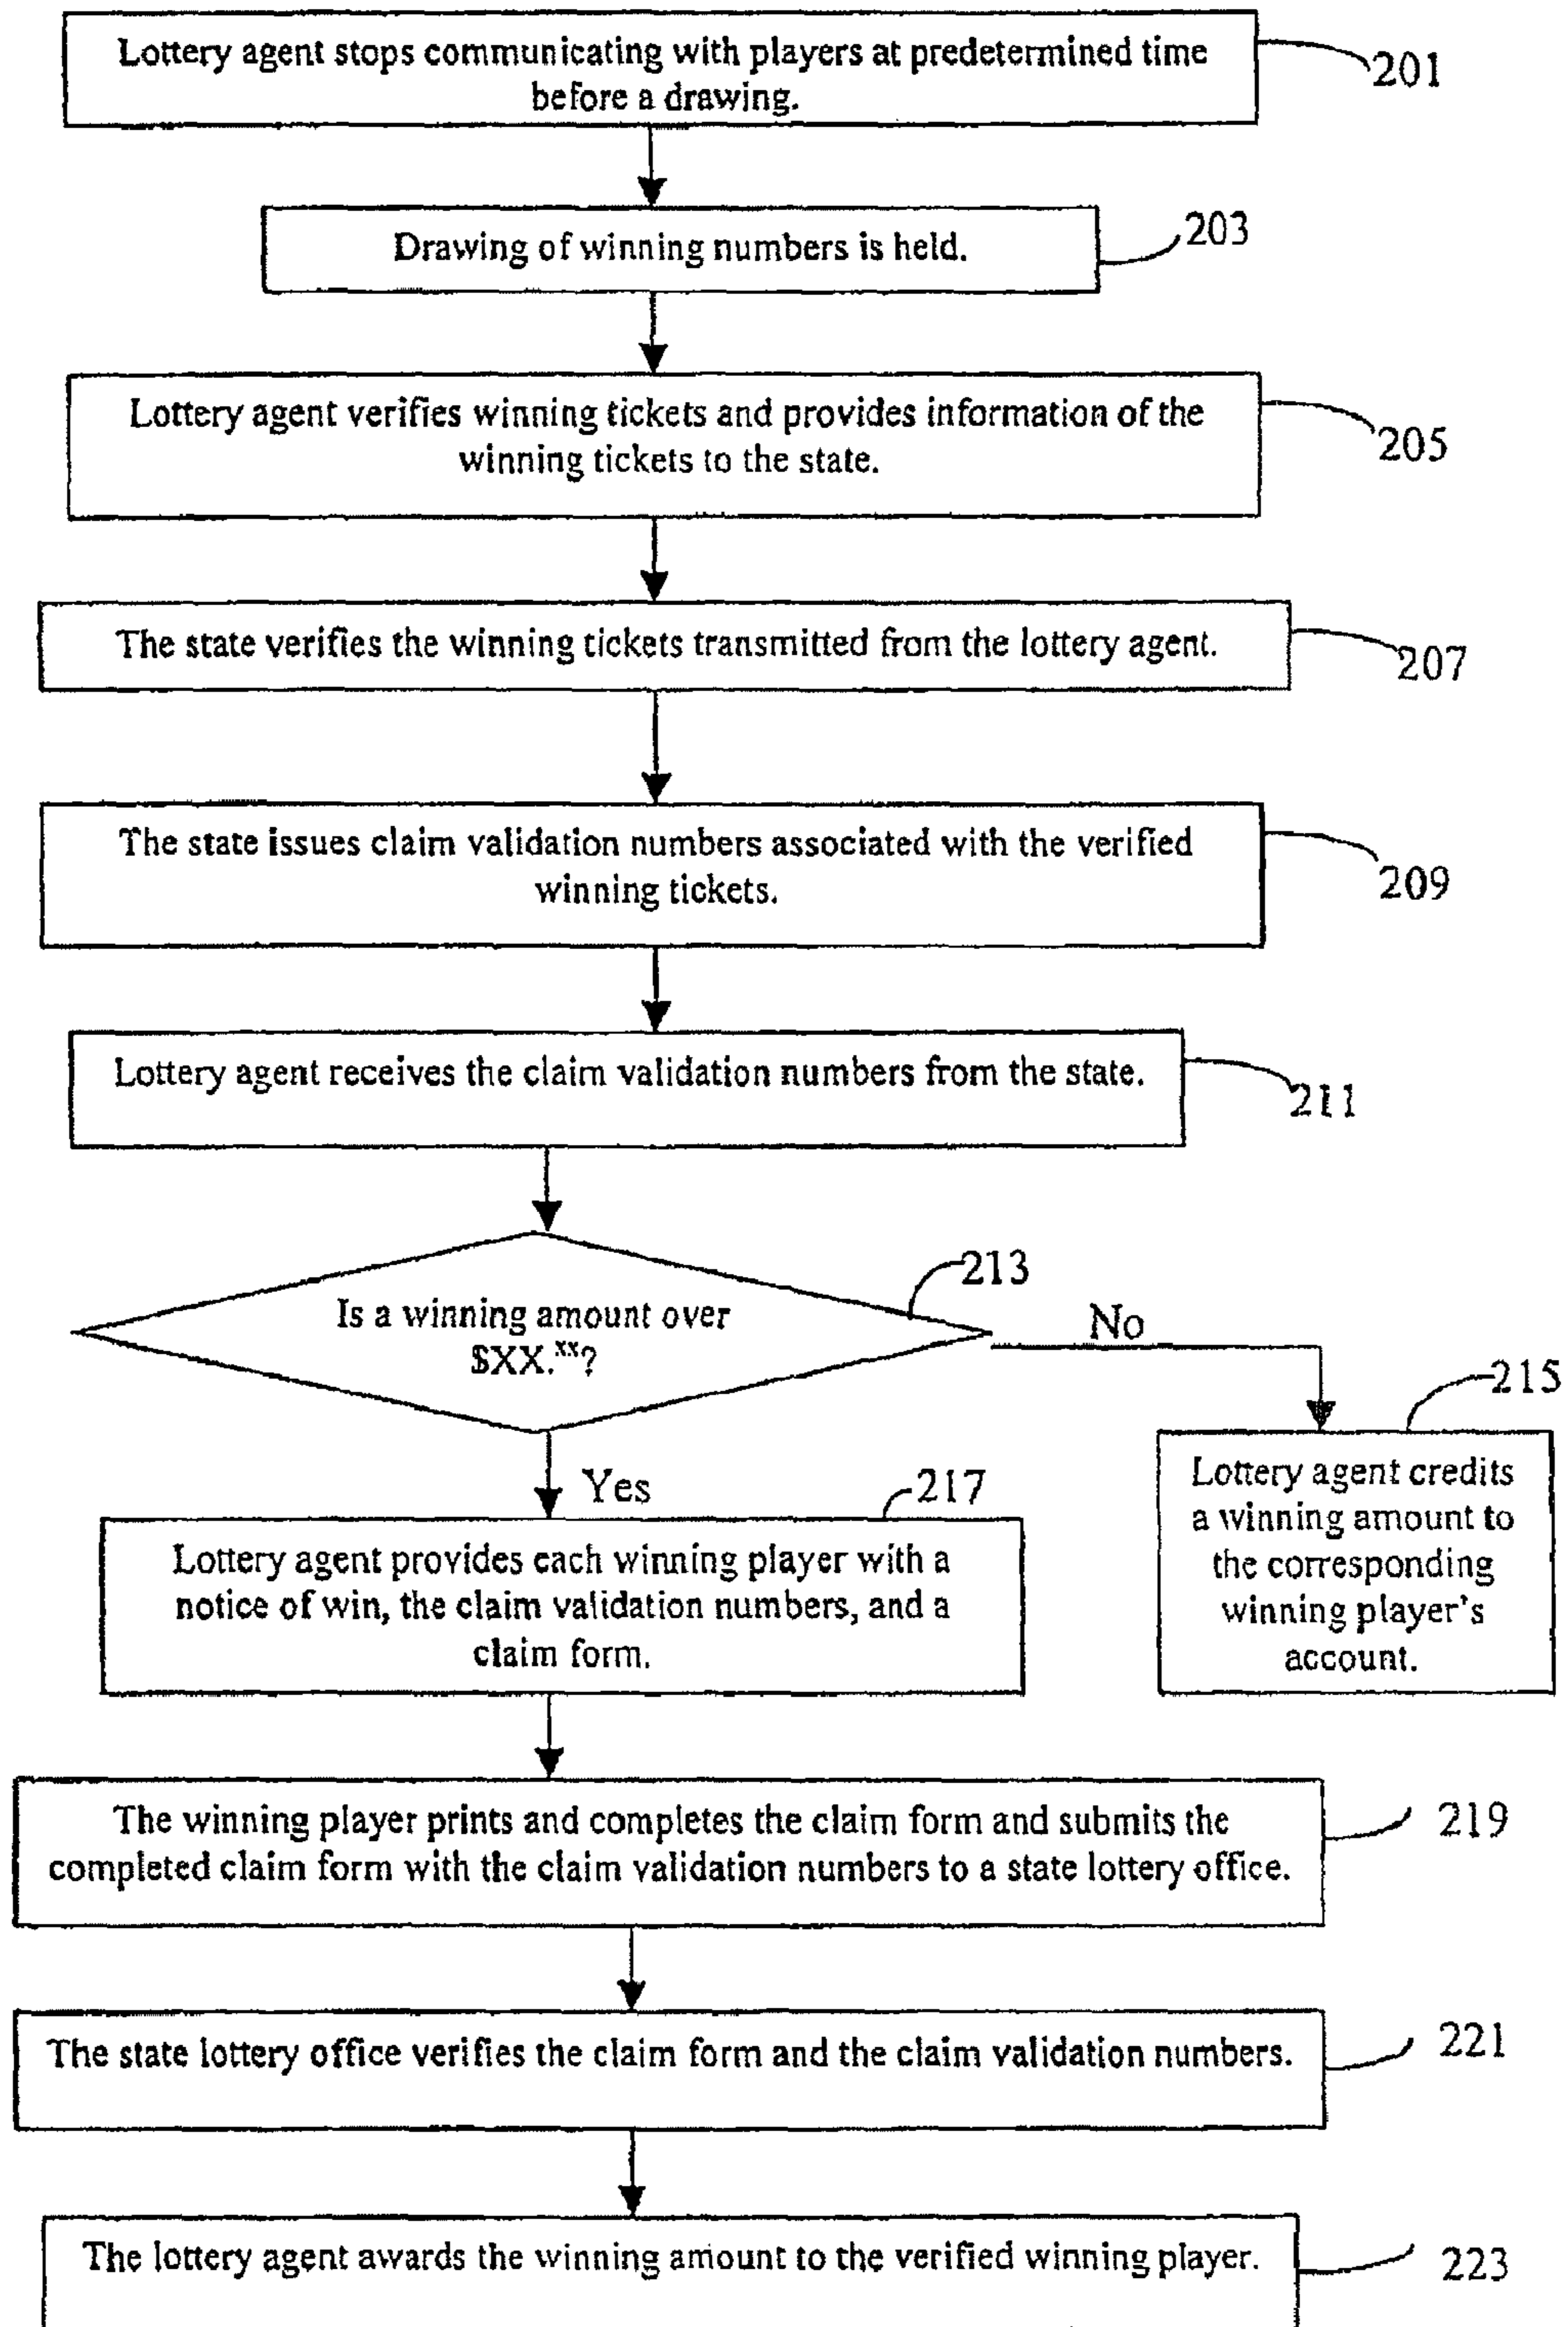 Lottery agent stops communicating with players at predetermined time
before a drawing.
201
Drawing of winning numbers is held.
203
Lottery agent verifies winning tickets and provides information of the
winning tickets to the state.
205
The state verifies the winning tickets transmitted from the lottery agent.
207
The state issues claim validation numbers associated with the verified
winning tickets.
209
Lottery agent receives the claim validation numbers from the state.
211
213
Is a winning amount over
$XX.xx?
No
215
Lottery agent credits
a winning amount to
the corresponding
winning player's
account.
Yes
217
Lottery agent provides each winning player with a
notice of win, the claim validation numbers, and a
claim form.
The winning player prints and completes the claim form and submits the
completed claim form with the claim validation numbers to a state lottery office.
219
The state lottery office verifies the claim form and the claim validation numbers.
221
The lottery agent awards the winning amount to the verified winning player.
223